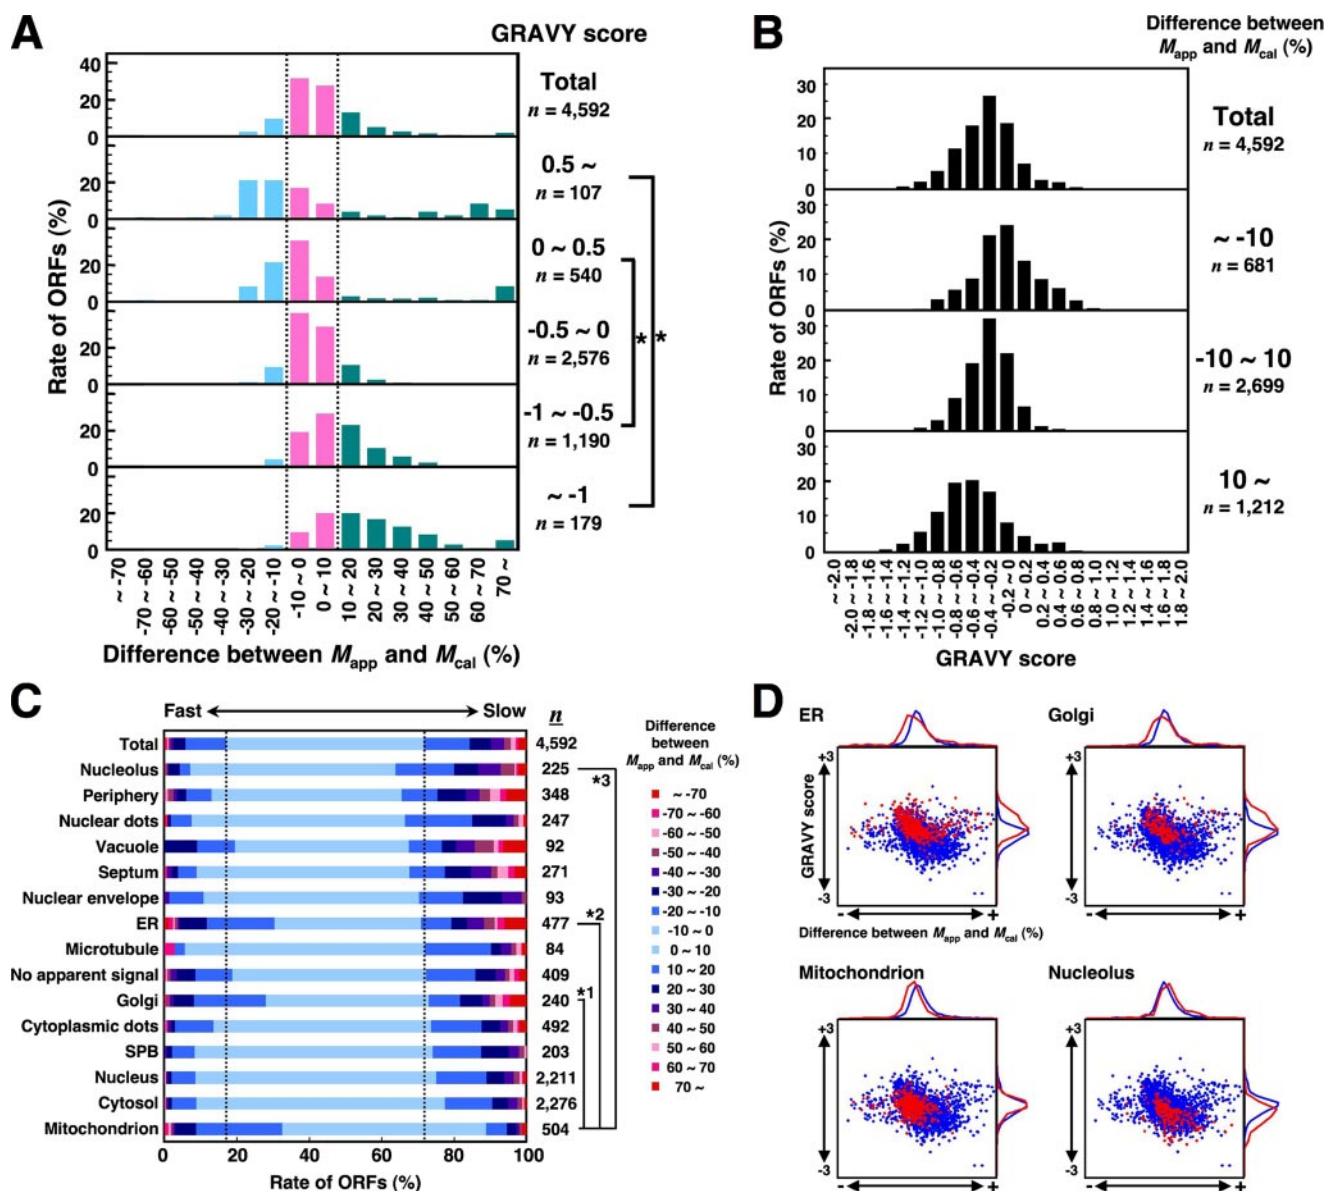 A
GRAVY score
Total
n = 4,592
0.5 ~
n = 107
0 ~ 0.5
n = 540
-0.5 ~ 0
n = 2,576
-1 ~ -0.5
n = 1,190
~ -1
n = 179
* *
40
20
0
20
0
20
0
20
0
20
0
20
0
Rate of ORFs (%)
~ -70
-70 ~ -60
-60 ~ -50
-50 ~ -40
-40 ~ -30
-30 ~ -20
-20 ~ -10
-10 ~ 0
0 ~ 10
10 ~ 20
20 ~ 30
30 ~ 40
40 ~ 50
50 ~ 60
60 ~ 70
70 ~
Difference between Mapp and Mcal (%)
B
Difference between
Mapp and Mcal (%)
Total
n = 4,592
~ -10
n = 681
-10 ~ 10
n = 2,699
10 ~
n = 1,212
30
20
10
0
30
20
10
0
30
20
10
0
30
20
10
0
Rate of ORFs (%)
~ -2.0
-2.0 ~ -1.8
-1.8 ~ -1.6
-1.6 ~ -1.4
-1.4 ~ -1.2
-1.2 ~ -1.0
-1.0 ~ -0.8
-0.8 ~ -0.6
-0.6 ~ -0.4
-0.4 ~ -0.2
-0.2 ~ 0
0 ~ 0.2
0.2 ~ 0.4
0.4 ~ 0.6
0.6 ~ 0.8
0.8 ~ 1.0
1.0 ~ 1.2
1.2 ~ 1.4
1.4 ~ 1.6
1.6 ~ 1.8
1.8 ~ 2.0
GRAVY score
C
Fast Slow n
Total 4,592
Nucleolus 225
Periphery 348
Nuclear dots 247
Vacuole 92
Septum 271
Nuclear envelope 93
ER 477
Microtubule 84
No apparent signal 409
Golgi 240
Cytoplasmic dots 492
SPB 203
Nucleus 2,211
Cytosol 2,276
Mitochondrion 504
*3
*2
*1
0 20 40 60 80 100
Rate of ORFs (%)
Difference
between
Mapp and Mcal (%)
~ -70
-70 ~ -60
-60 ~ -50
-50 ~ -40
-40 ~ -30
-30 ~ -20
-20 ~ -10
-10 ~ 0
0 ~ 10
10 ~ 20
20 ~ 30
30 ~ 40
40 ~ 50
50 ~ 60
60 ~ 70
70 ~
D
ER
+3
GRAVY score
-3
- +
Difference between Mapp and Mcal (%)
Golgi
+3
-3
- +
Mitochondrion
+3
-3
- +
Nucleolus
+3
-3
- +